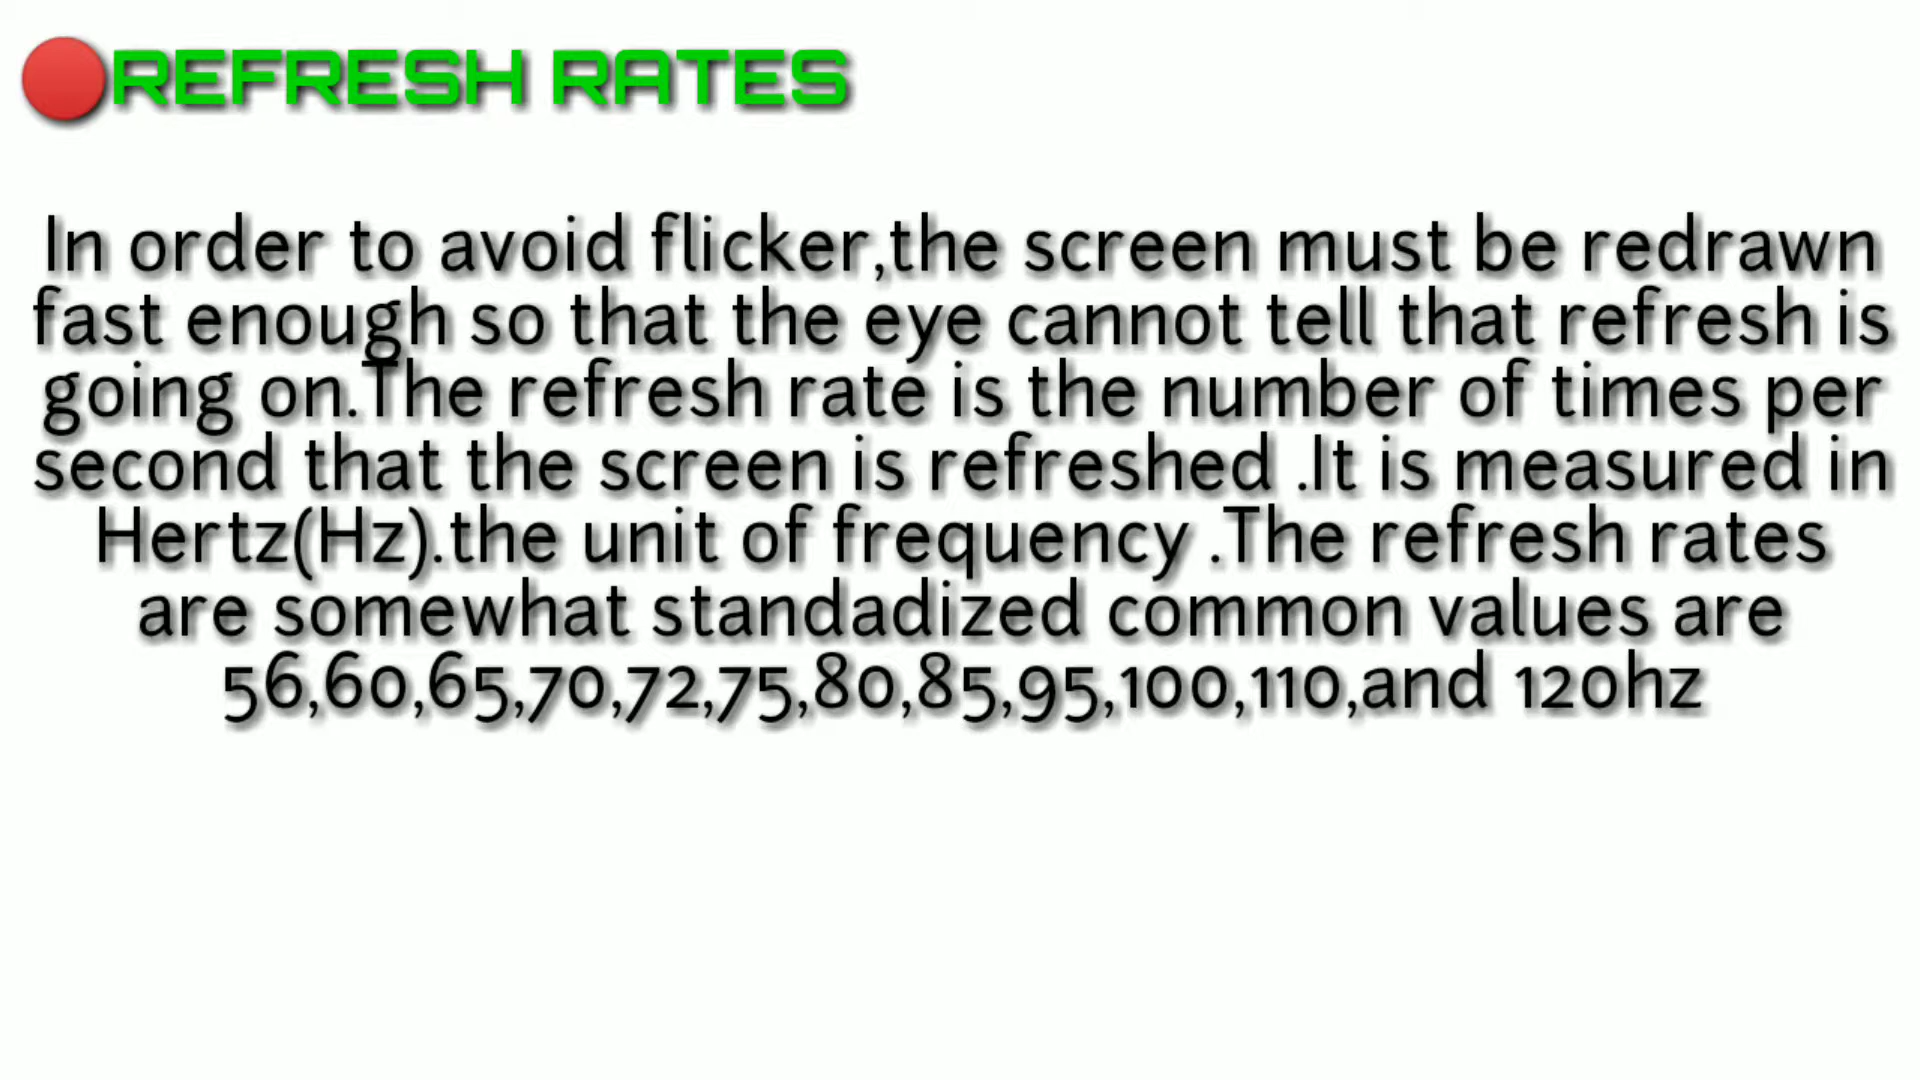 REFRESH RATES
In order to avoid flicker,the screen must be redrawn
fast enough so that the eye cannot tell that refresh is
going on.The refresh rate is the number of times per
second that the screen is refreshed .It is measured in
Hertz(Hz).the unit of frequency .The refresh rates
are somewhat standadized common values are
56,60,65,70,72,75,80,85,95,100,110,and 120hz